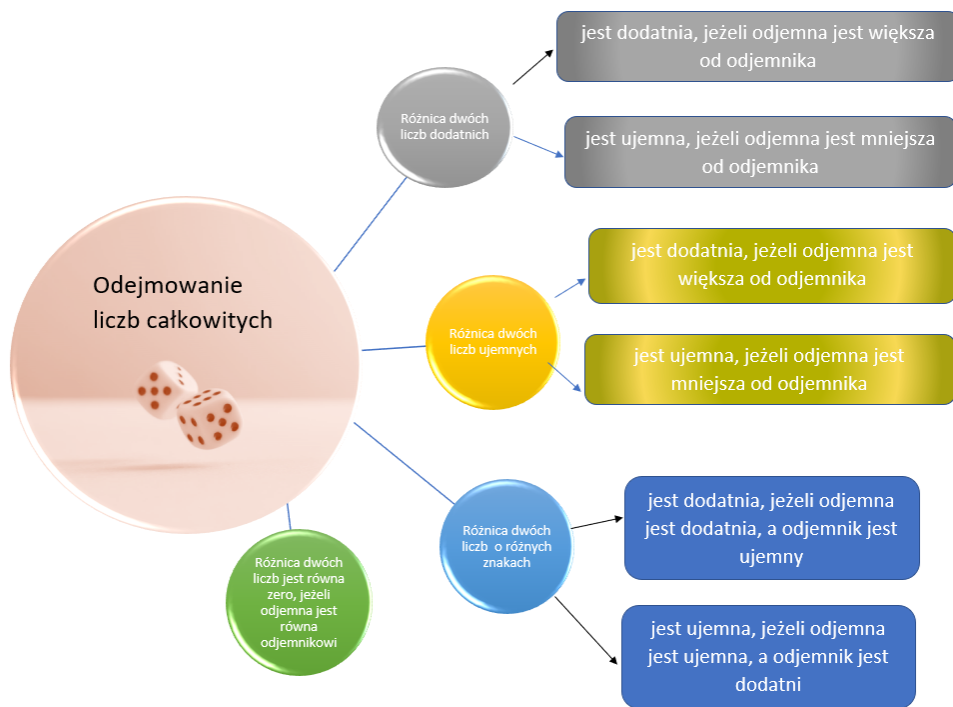 Odejmowanie
liczb całkowitych
Różnica dwóch
liczb dodatnich
jest dodatnia, jeżeli odjemna jest większa
od odjemnika
jest ujemna, jeżeli odjemna jest mniejsza
od odjemnika
Różnica dwóch
liczb ujemnych
jest dodatnia, jeżeli odjemna jest
większa od odjemnika
jest ujemna, jeżeli odjemna jest
mniejsza od odjemnika
Różnica dwóch
liczb o różnych
znakach
jest dodatnia, jeżeli odjemna
jest dodatnia, a odjemnik jest
ujemny
jest ujemna, jeżeli odjemna
jest ujemna, a odjemnik jest
dodatni
Różnica dwóch
liczb jest równa
zero, jeżeli
odjemna jest
równa
odjemnikowi